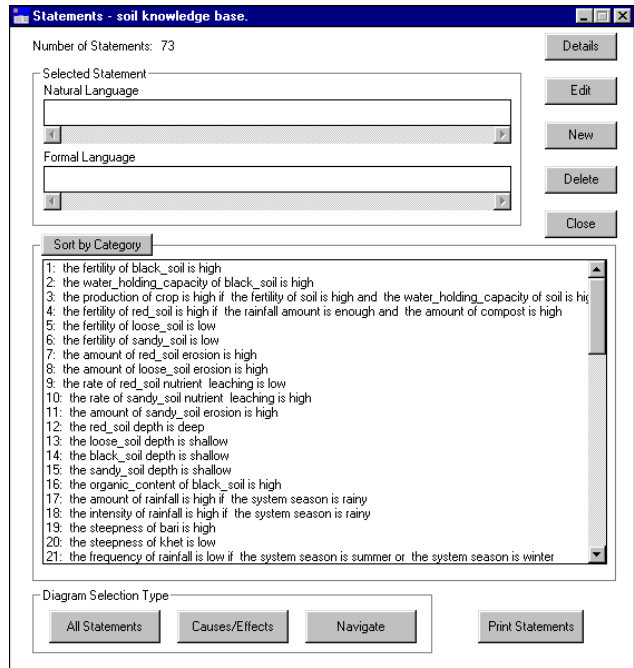 Statements - soil knowledge base.
Number of Statements: 73
Details
Selected Statement
Natural Language
Edit
New
Formal Language
Delete
Close
Sort by Category
1: the fertility of black_soil is high
2: the water_holding_capacity of black_soil is high
3: the production of crop is high if the fertility of soil is high and the water_holding_capacity of soil is hig
4: the fertility of red_soil is high if the rainfall amount is enough and the amount of compost is high
5: the fertility of loose_soil is low
6: the fertility of sandy_soil is low
7: the amount of red_soil erosion is high
8: the amount of loose_soil erosion is high
9: the rate of red_soil nutrient leaching is low
10: the rate of sandy_soil nutrient leaching is high
11: the amount of sandy_soil erosion is high
12: the red_soil depth is deep
13: the loose_soil depth is shallow
14: the black_soil depth is shallow
15: the sandy_soil depth is shallow
16: the organic_content of black_soil is high
17: the amount of rainfall is high if the system season is rainy
18: the intensity of rainfall is high if the system season is rainy
19: the steepness of bari is high
20: the steepness of khet is low
21: the frequency of rainfall is low if the system season is summer or the system season is winter
Diagram Selection Type
All Statements
Causes/Effects
Navigate
Print Statements